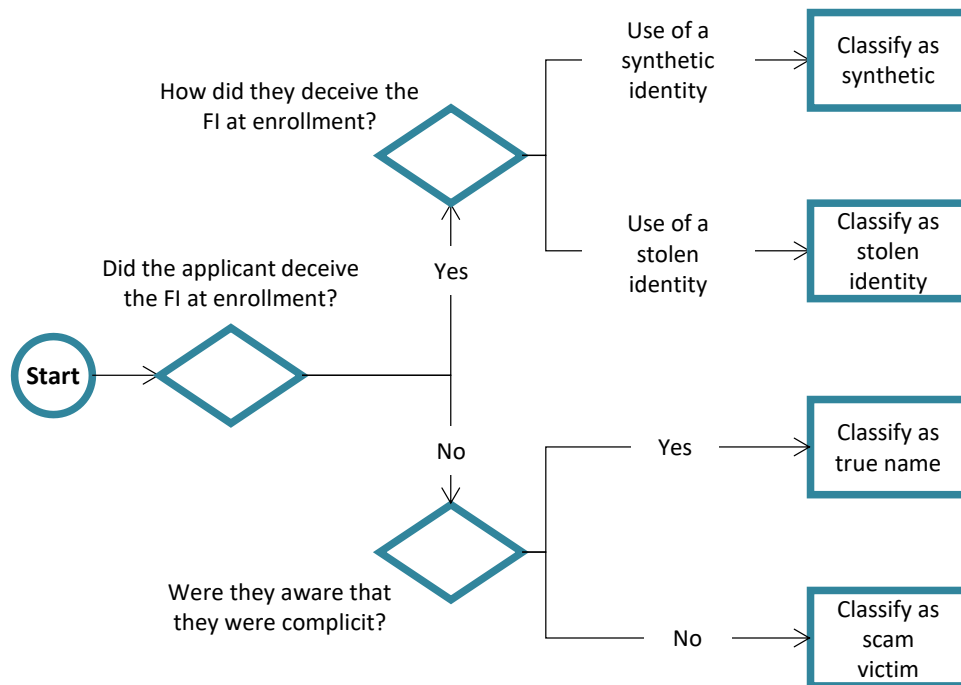 Use of a
synthetic
identity
Classify as
synthetic
How did they deceive the
FI at enrollment?
Use of a
stolen
identity
Classify as
stolen
identity
Yes
Did the applicant deceive
the FI at enrollment?
Start
No
Yes
Classify as
true name
Were they aware that
they were complicit?
No
Classify as
scam
victim